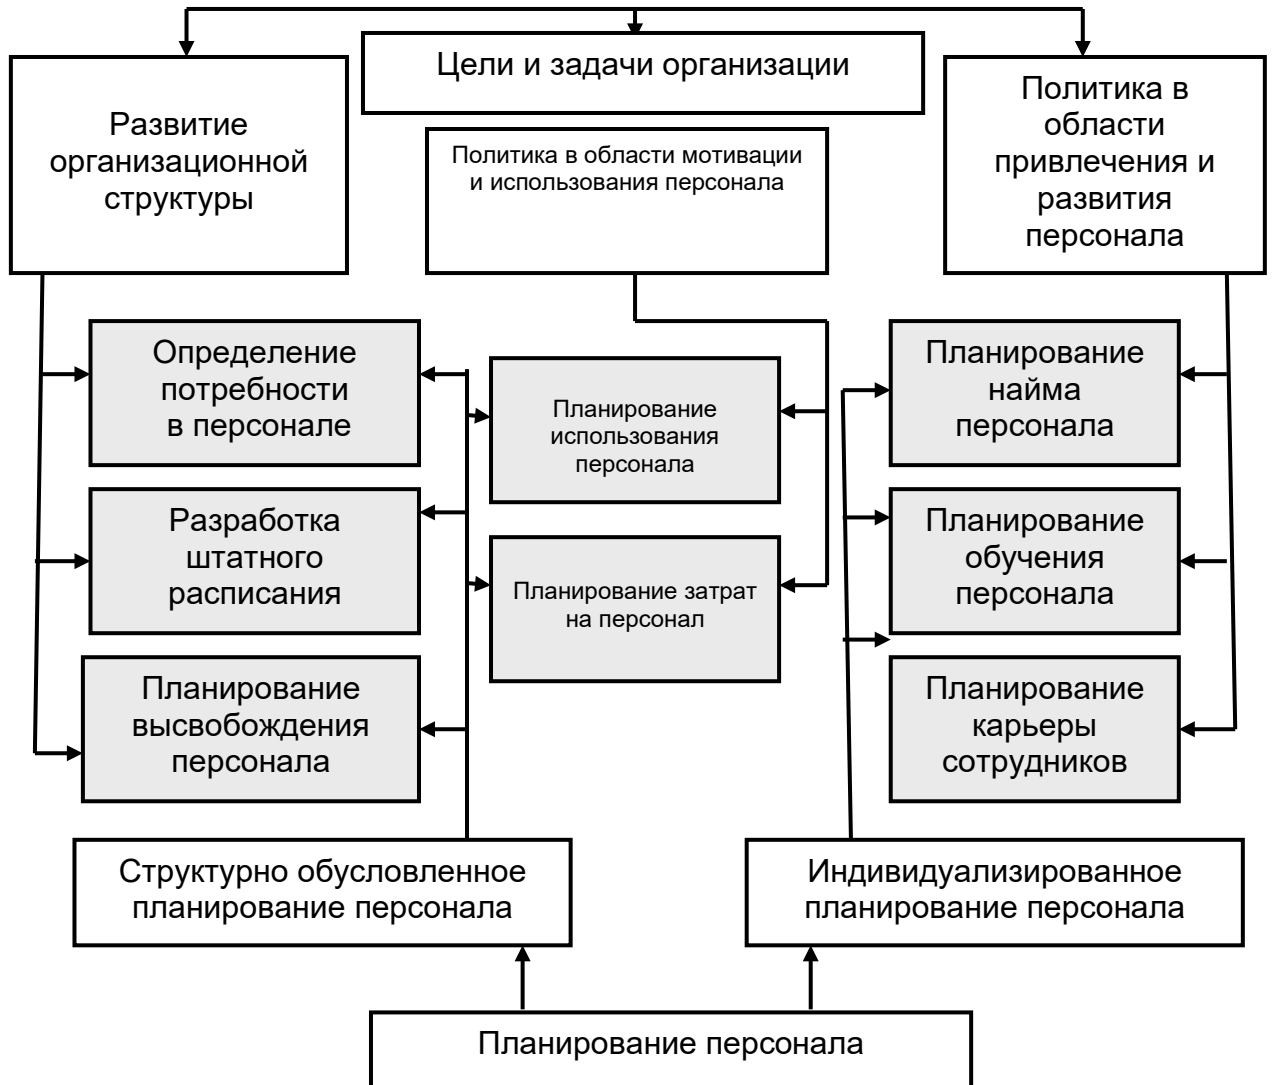 Цели и задачи организации
Развитие
организационной
структуры
Политика в области мотивации
и использования персонала
Политика в
области
привлечения и
развития
персонала
Определение
потребности
в персонале
Планирование
использования
персонала
Планирование
найма
персонала
Разработка
штатного
расписания
Планирование затрат
на персонал
Планирование
обучения
персонала
Планирование
высвобождения
персонала
Планирование
карьеры
сотрудников
Структурно обусловленное
планирование персонала
Индивидуализированное
планирование персонала
Планирование персонала